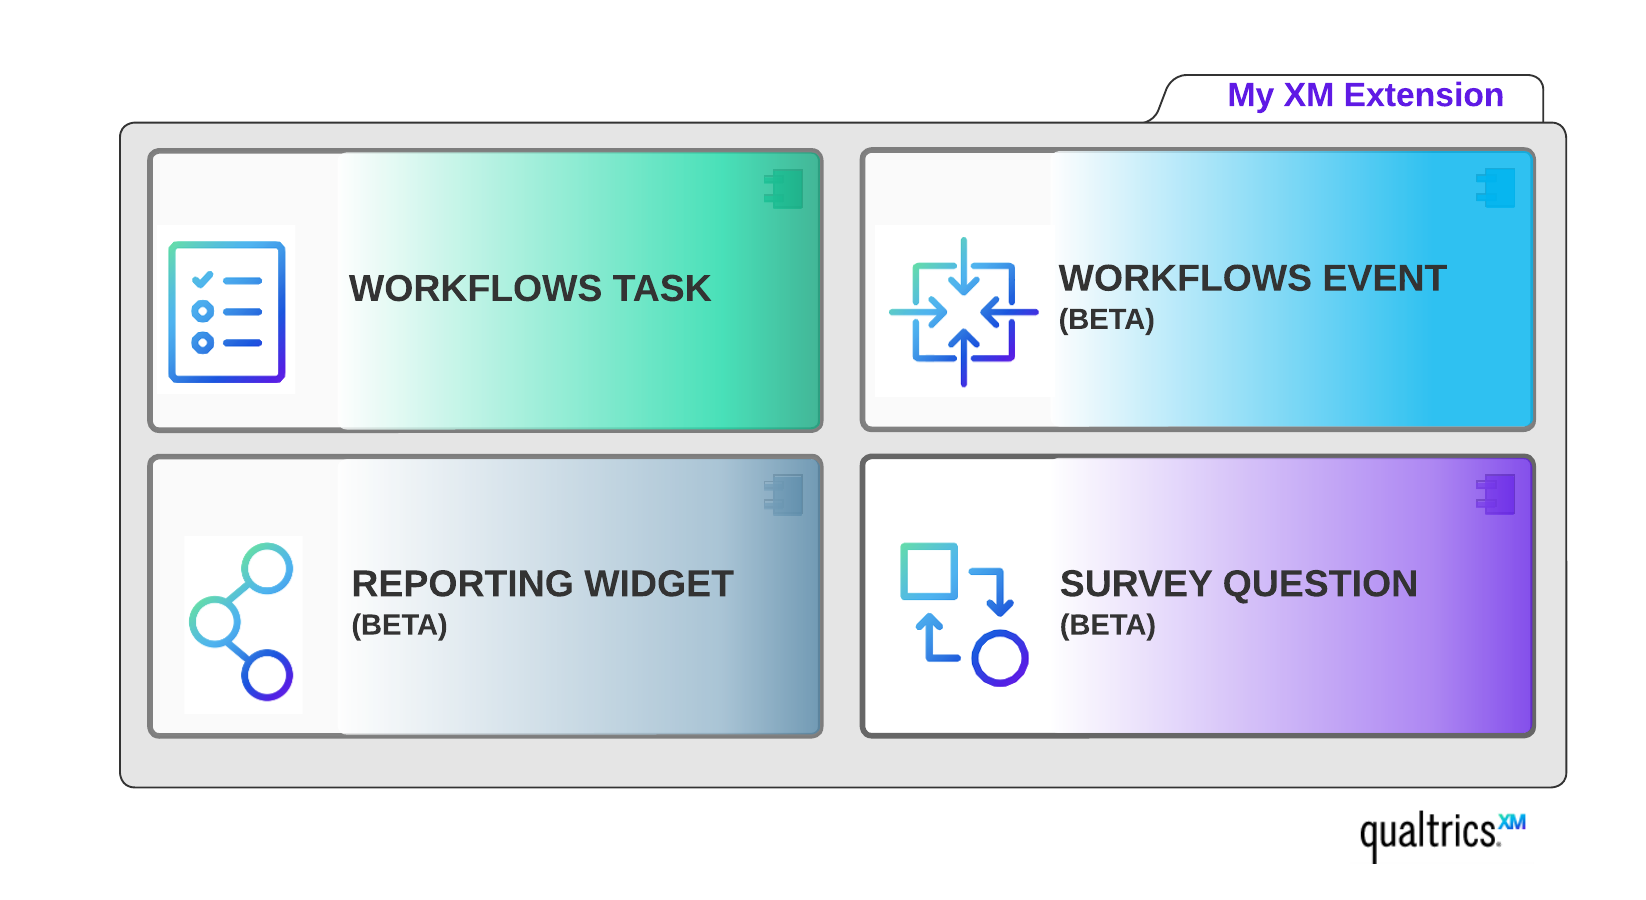 My XM Extension
WORKFLOWS TASK
WORKFLOWS EVENT
(BETA)
REPORTING WIDGET
(BETA)
SURVEY QUESTION
(BETA)
qualtrics.XM